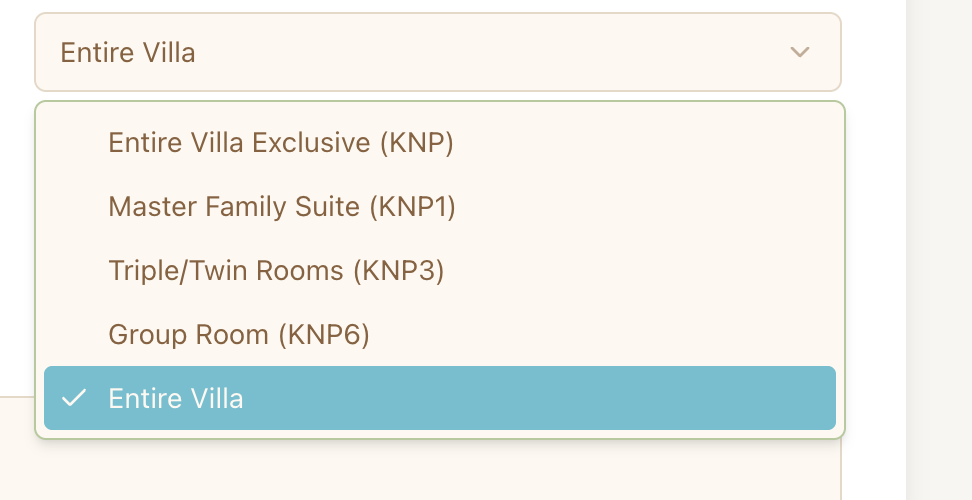 Entire Villa
Entire Villa Exclusive (KNP)
Master Family Suite (KNP1)
Triple/Twin Rooms (KNP3)
Group Room (KNP6)
Entire Villa